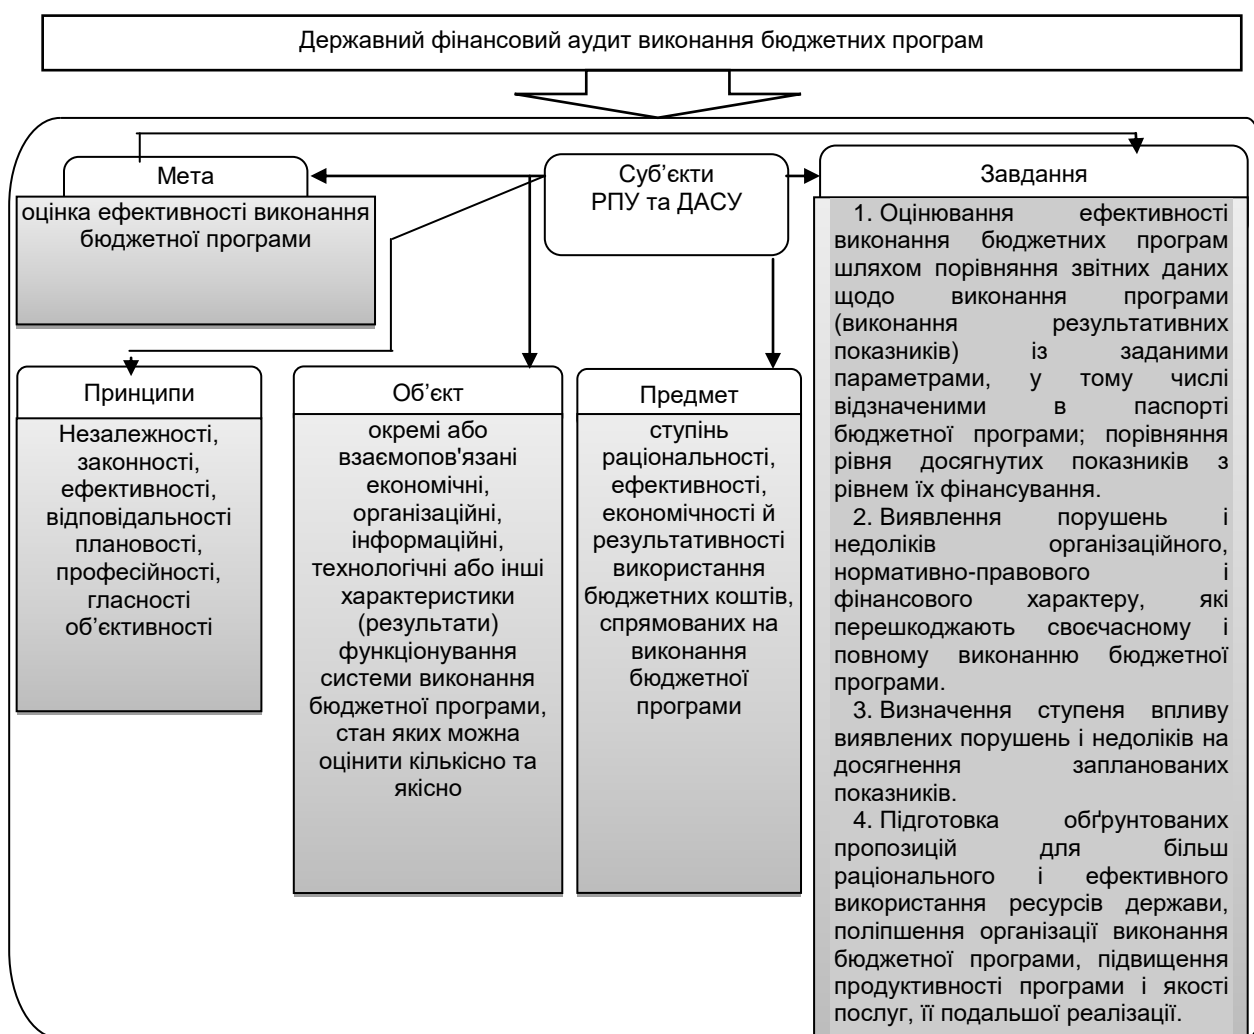 Державний фінансовий аудит виконання бюджетних програм
Мета
оцінка ефективності виконання
бюджетної програми
Суб’єкти
РПУ та ДАСУ
Завдання
1. Оцінювання ефективності
виконання бюджетних програм
шляхом порівняння звітних даних
щодо виконання програми
(виконання результативних
показників) із заданими
параметрами, у тому числі
відзначеними в паспорті
бюджетної програми; порівняння
рівня досягнутих показників з
рівнем їх фінансування.
2. Виявлення порушень і
недоліків організаційного,
нормативно-правового і
фінансового характеру, які
перешкоджають своєчасному і
повному виконанню бюджетної
програми.
3. Визначення ступеня впливу
виявлених порушень і недоліків на
досягнення запланованих
показників.
4. Підготовка обґрунтованих
пропозицій для більш
раціонального і ефективного
використання ресурсів держави,
поліпшення організації виконання
бюджетної програми, підвищення
продуктивності програми і якості
послуг, її подальшої реалізації.
Принципи
Незалежності,
законності,
ефективності,
відповідальності
плановості,
професійності,
гласності
об’єктивності
Об’єкт
окремі або
взаємопов'язані
економічні,
організаційні,
інформаційні,
технологічні або інші
характеристики
(результати)
функціонування
системи виконання
бюджетної програми,
стан яких можна
оцінити кількісно та
якісно
Предмет
ступінь
раціональності,
ефективності,
економічності й
результативності
використання
бюджетних коштів,
спрямованих на
виконання
бюджетної
програми